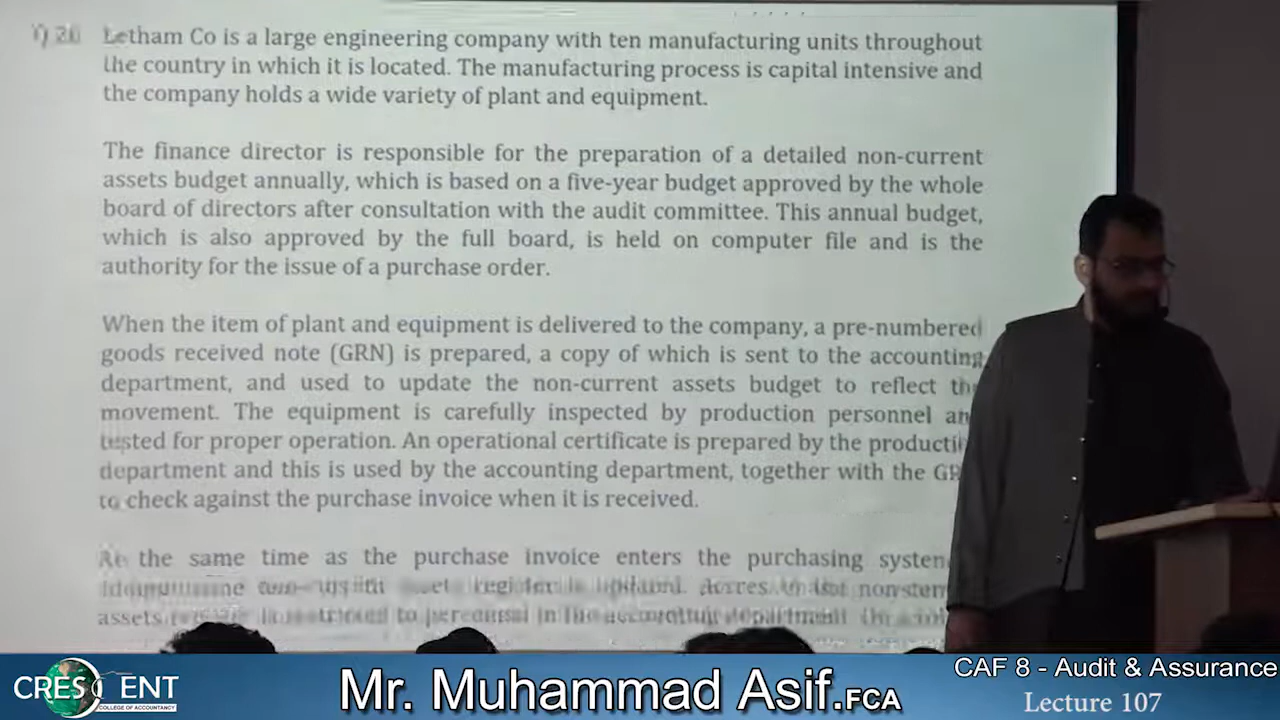 Letham Co is a large engineering company with ten manufacturing units throughout
the country in which it is located. The manufacturing process is capital intensive and
the company holds a wide variety of plant and equipment.
The finance director is responsible for the preparation of a detailed non-current
assets budget annually, which is based on a five-year budget approved by the whole
board of directors after consultation with the audit committee. This annual budget,
which is also approved by the full board, is held on computer file and is the
authority for the issue of a purchase order.
When the item of plant and equipment is delivered to the company, a pre-numbered
goods received note (GRN) is prepared, a copy of which is sent to the accounting
department, and used to update the non-current assets budget to reflect
movement. The equipment is carefully inspected by production personnel
tested for proper operation. An operational certificate is prepared by the
department and this is used by the accounting department, together with the
to check against the purchase invoice when it is received.
the same time as the purchase invoice enters the purchasing
assets to in the department
CRESCENT
COLLEGE OF ACCOUNTANCY
Mr. Muhammad Asif.FCA
CAF 8 - Audit & Assurance
Lecture 107